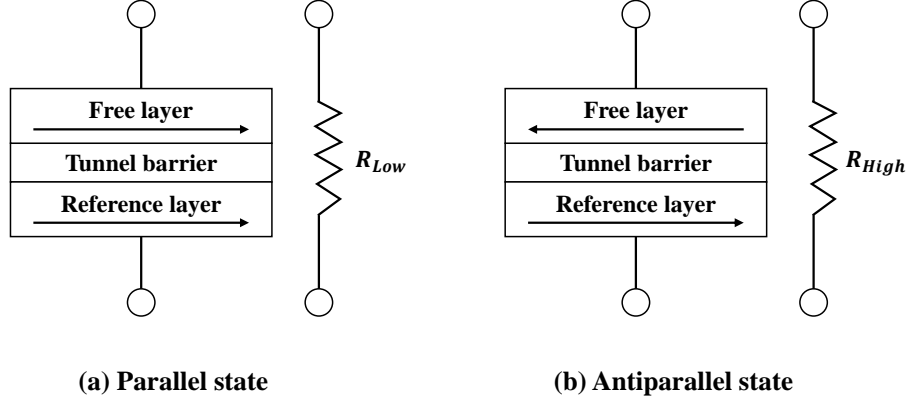 Free layer
Tunnel barrier
Reference layer
R_Low
(a) Parallel state
Free layer
Tunnel barrier
Reference layer
R_High
(b) Antiparallel state